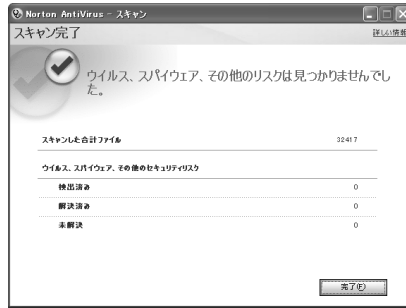 Norton AntiVirus - スキャン
スキャン完了
詳しい情報
ウイルス、スパイウェア、その他のリスクは見つかりませんでし
た。
スキャンした合計ファイル 32417
ウイルス、スパイウェア、その他のセキュリティリスク
検出済み 0
解決済み 0
未解決 0
完了(F)